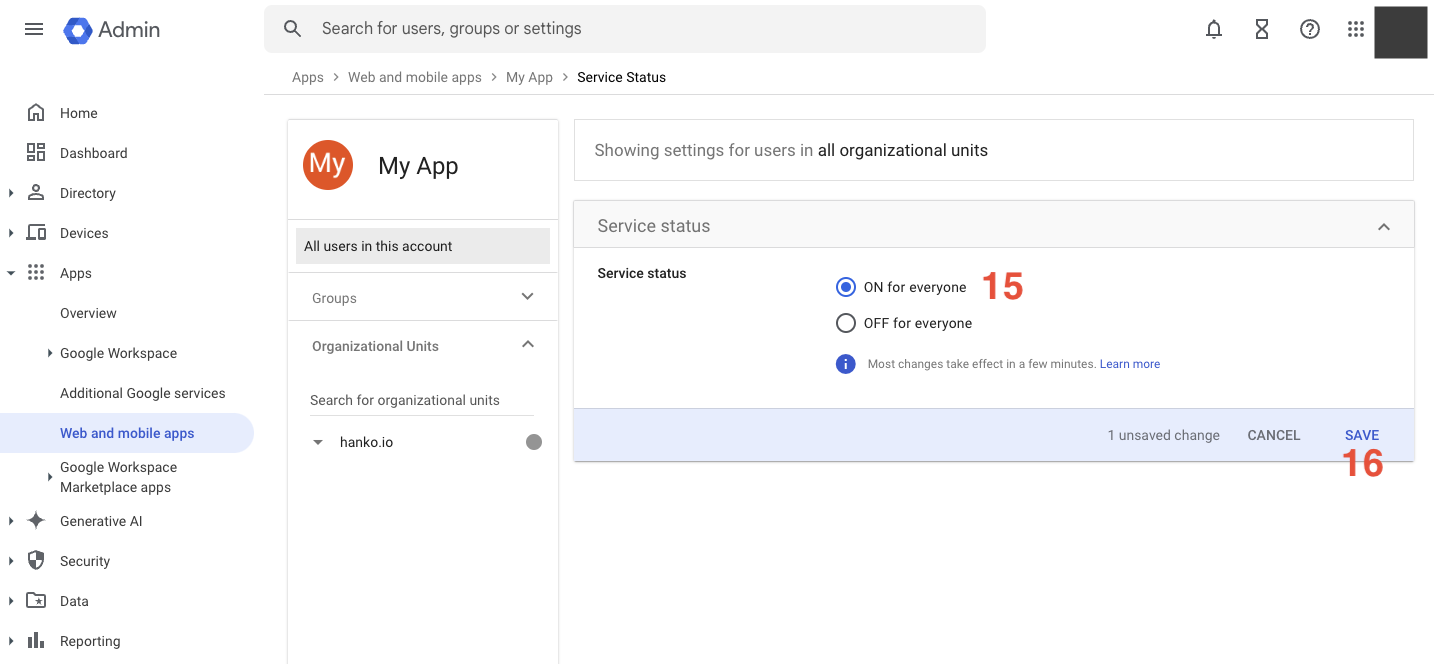 Admin
Search for users, groups or settings
Apps > Web and mobile apps > My App > Service Status
Home
Dashboard
Directory
Devices
Apps
Overview
Google Workspace
Additional Google services
Web and mobile apps
Google Workspace
Marketplace apps
Generative AI
Security
Data
Reporting
My My App
All users in this account
Groups
Organizational Units
Search for organizational units
hanko.io
Showing settings for users in all organizational units
Service status
Service status
ON for everyone 15
OFF for everyone
Most changes take effect in a few minutes. Learn more
1 unsaved change CANCEL SAVE
16